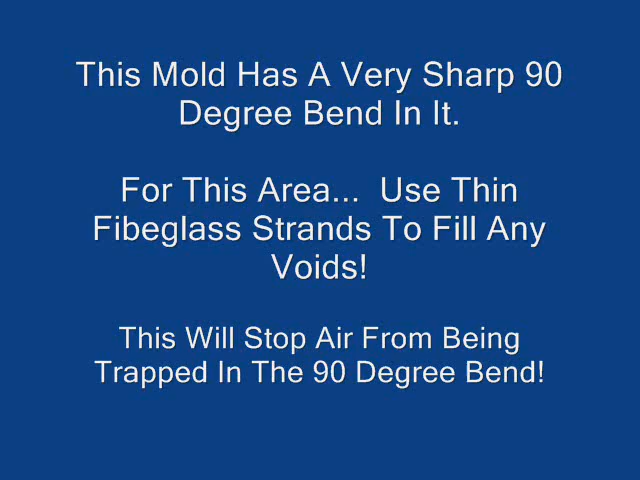 This Mold Has A Very Sharp 90
Degree Bend In It.
For This Area...  Use Thin
Fibeglass Strands To Fill Any
Voids!
This Will Stop Air From Being
Trapped In The 90 Degree Bend!